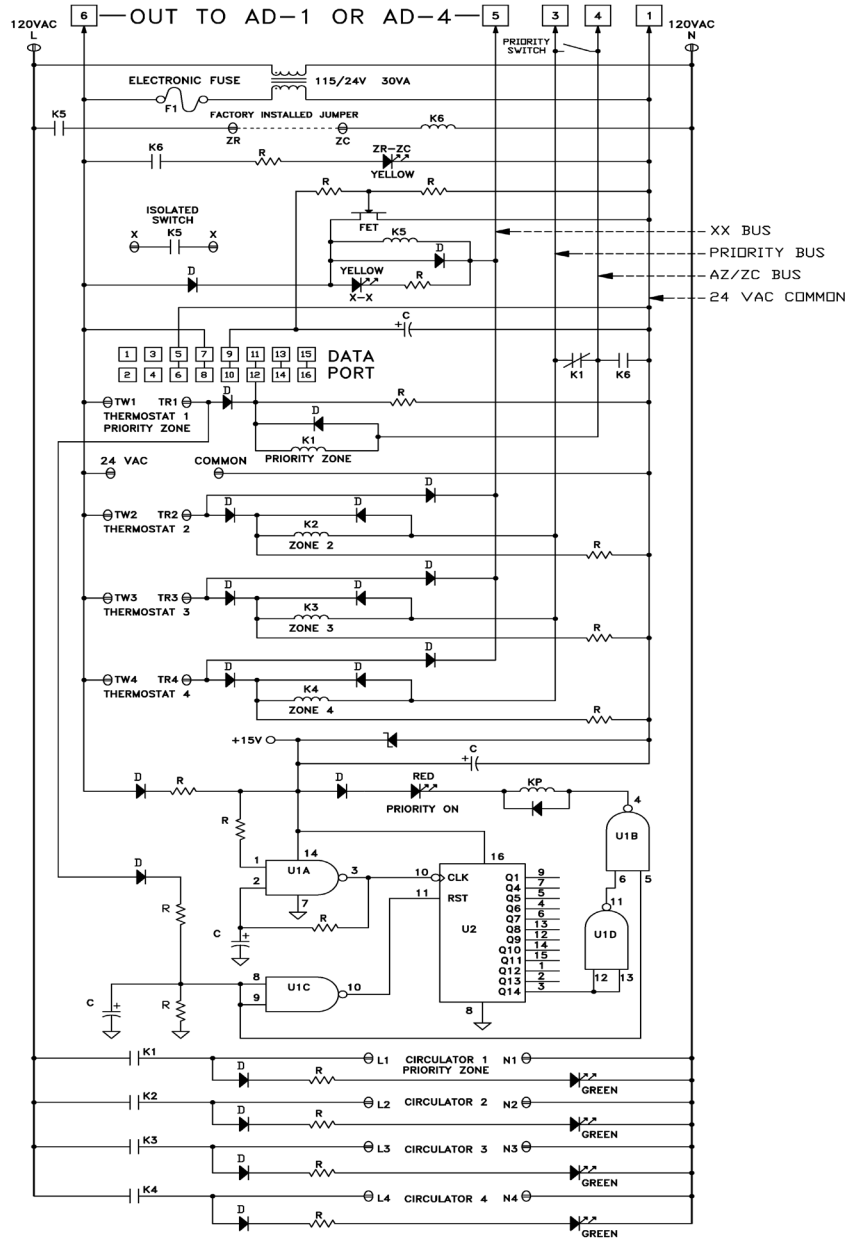 120VAC L
6 OUT TO AD-1 OR AD-4 5 3 4 1
120VAC N
PRIORITY SWITCH
ELECTRONIC FUSE
115/24V 30VA
F1
K5
FACTORY INSTALLED JUMPER
ZR ZC
K6
K6
R
ZR-ZC
YELLOW
R R
FET
ISOLATED SWITCH
X K5 X
K5
D
D
YELLOW
X-X
R
XX BUS
PRIORITY BUS
AZ/ZC BUS
24 VAC COMMON
C
+
1 3 5 7 9 11 13 15
2 4 6 8 10 12 14 16
DATA PORT
K1 K6
TW1 TR1
THERMOSTAT 1
PRIORITY ZONE
D
R
D
K1
PRIORITY ZONE
24 VAC COMMON
D
TW2 TR2
THERMOSTAT 2
D D
K2
ZONE 2
R
D
TW3 TR3
THERMOSTAT 3
D D
K3
ZONE 3
R
D
TW4 TR4
THERMOSTAT 4
D D
K4
ZONE 4
R
+15V
C
+
D R
D
RED
PRIORITY ON
KP
4
U1B
6 5
R
1
2
U1A
14
3
7
R
C
+
10 CLK
11 RST
16
U2
8
Q1 9
Q4 7
Q5 5
Q6 4
Q7 6
Q8 13
Q9 12
Q10 14
Q11 15
Q12 1
Q13 2
Q14 3
11
U1D
12 13
D
R
C
+
R
8
9
U1C
10
K1
L1 CIRCULATOR 1 N1
PRIORITY ZONE
D R
GREEN
K2
L2 CIRCULATOR 2 N2
D R
GREEN
K3
L3 CIRCULATOR 3 N3
D R
GREEN
K4
L4 CIRCULATOR 4 N4
D R
GREEN